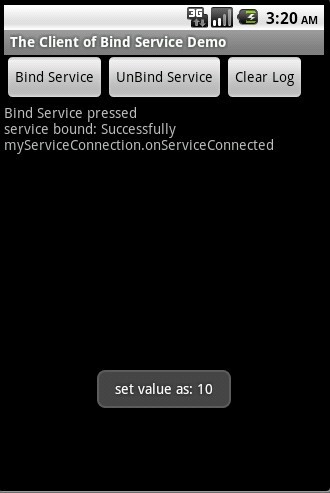 3G 3:20 AM
The Client of Bind Service Demo
Bind Service UnBind Service Clear Log
Bind Service pressed
service bound: Successfully
myServiceConnection.onServiceConnected
set value as: 10